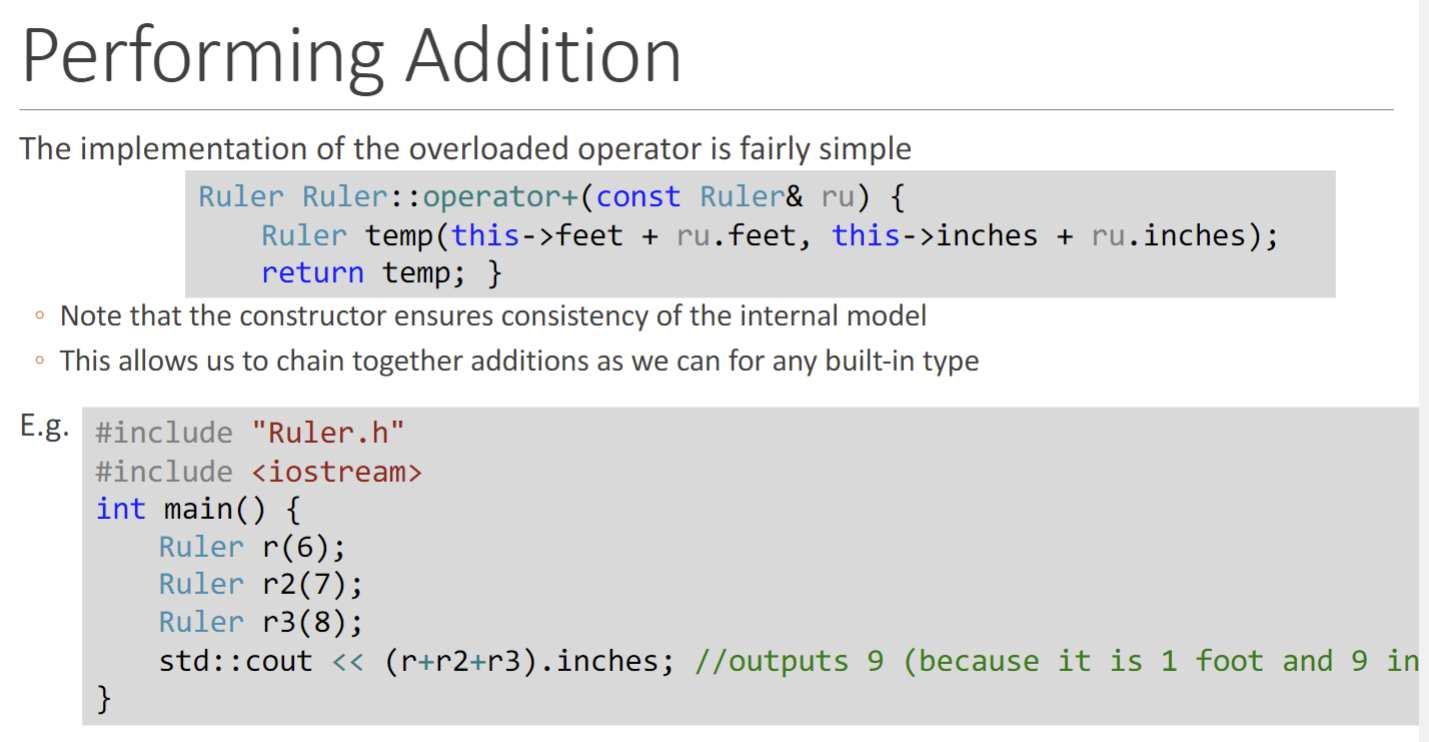 Performing Addition
The implementation of the overloaded operator is fairly simple
Ruler Ruler::operator+(const Ruler& ru) {
Ruler temp(this->feet + ru.feet, this->inches + ru.inches);
return temp; }
◦ Note that the constructor ensures consistency of the internal model
◦ This allows us to chain together additions as we can for any built-in type
E.g.
#include "Ruler.h"
#include <iostream>
int main() {
Ruler r(6);
Ruler r2(7);
Ruler r3(8);
std::cout << (r+r2+r3).inches; //outputs 9 (because it is 1 foot and 9 in
}